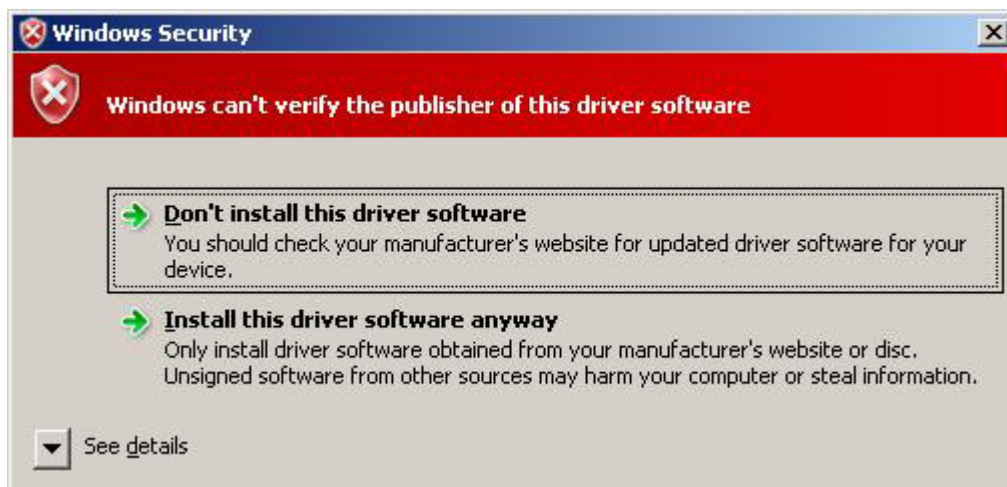 Windows Security
Windows can't verify the publisher of this driver software
Don't install this driver software
You should check your manufacturer's website for updated driver software for your
device.
Install this driver software anyway
Only install driver software obtained from your manufacturer's website or disc.
Unsigned software from other sources may harm your computer or steal information.
See details